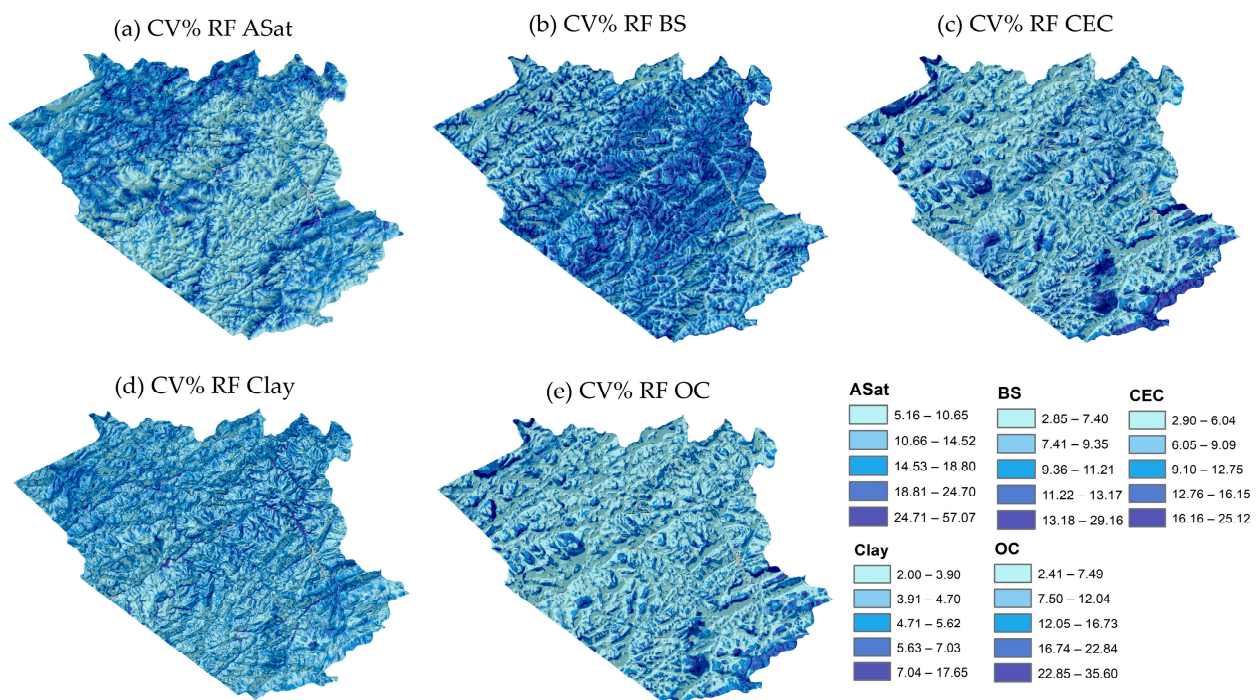 (a) CV% RF ASat
(b) CV% RF BS
(c) CV% RF CEC
(d) CV% RF Clay
(e) CV% RF OC
ASat
5.16 – 10.65
10.66 – 14.52
14.53 – 18.80
18.81 – 24.70
24.71 – 57.07
BS
2.85 – 7.40
7.41 – 9.35
9.36 – 11.21
11.22 – 13.17
13.18 – 29.16
CEC
2.90 – 6.04
6.05 – 9.09
9.10 – 12.75
12.76 – 16.15
16.16 – 25.12
Clay
2.00 – 3.90
3.91 – 4.70
4.71 – 5.62
5.63 – 7.03
7.04 – 17.65
OC
2.41 – 7.49
7.50 – 12.04
12.05 – 16.73
16.74 – 22.84
22.85 – 35.60